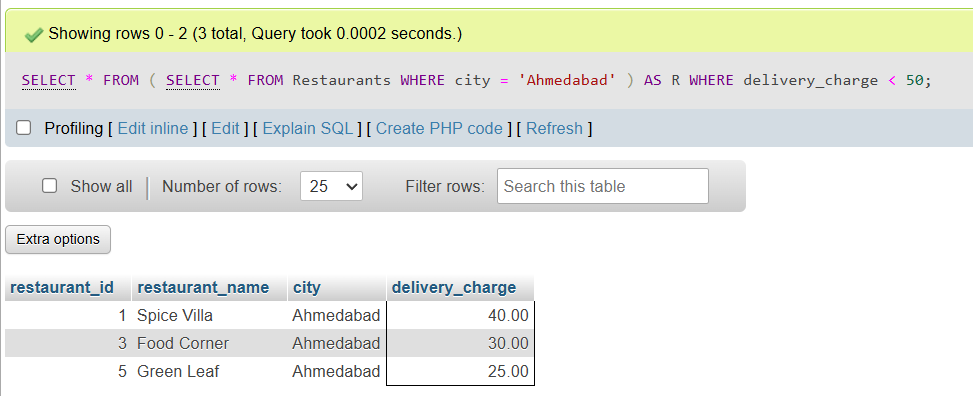 Showing rows 0 - 2 (3 total, Query took 0.0002 seconds.)
SELECT * FROM ( SELECT * FROM Restaurants WHERE city = 'Ahmedabad' ) AS R WHERE delivery_charge < 50;
Profiling [ Edit inline ] [ Edit ] [ Explain SQL ] [ Create PHP code ] [ Refresh ]
Show all | Number of rows: 25 Filter rows: Search this table
Extra options
restaurant_id restaurant_name city delivery_charge
1 Spice Villa Ahmedabad 40.00
3 Food Corner Ahmedabad 30.00
5 Green Leaf Ahmedabad 25.00